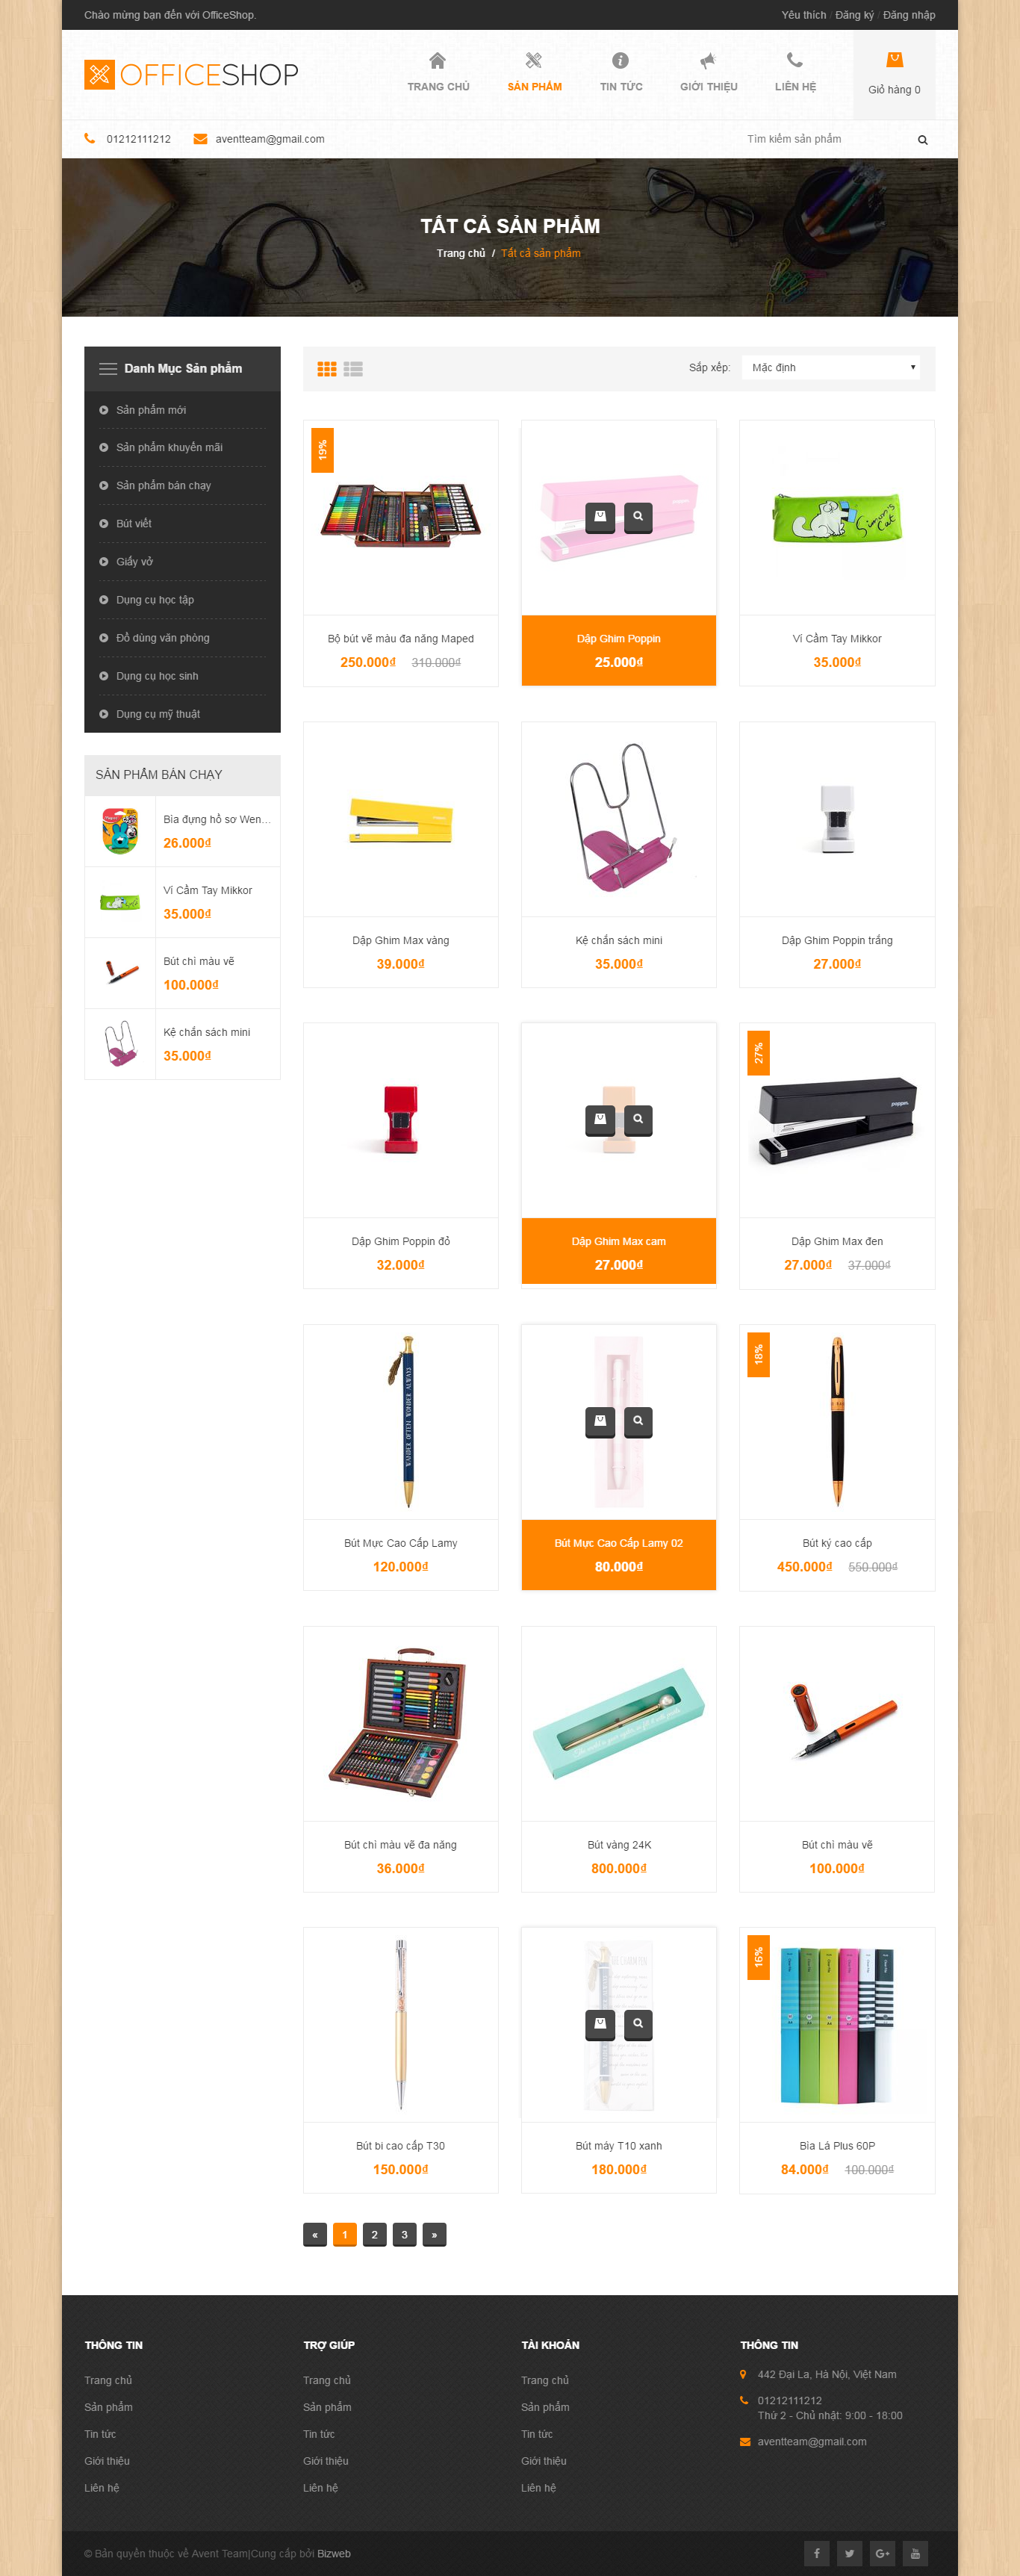 Chào mừng bạn đến với OfficeShop.
Yêu thích / Đăng ký / Đăng nhập
OFFICESHOP
TRANG CHỦ
SẢN PHẨM
TIN TỨC
GIỚI THIỆU
LIÊN HỆ
Giỏ hàng 0
01212111212
aventteam@gmail.com
Tìm kiếm sản phẩm
TẤT CẢ SẢN PHẨM
Trang chủ / Tất cả sản phẩm
Danh Mục Sản phẩm
Sản phẩm mới
Sản phẩm khuyến mãi
Sản phẩm bán chạy
Bút viết
Giấy vở
Dụng cụ học tập
Đồ dùng văn phòng
Dụng cụ học sinh
Dụng cụ mỹ thuật
SẢN PHẨM BÁN CHẠY
Bìa đựng hồ sơ Wen...
26.000₫
Ví Cầm Tay Mikkor
35.000₫
Bút chì màu vẽ
100.000₫
Kệ chắn sách mini
35.000₫
Sắp xếp: Mặc định
19%
Simon's Cat
Bộ bút vẽ màu đa năng Maped
250.000₫ 310.000₫
Dập Ghim Poppin
25.000₫
Ví Cầm Tay Mikkor
35.000₫
Dập Ghim Max vàng
39.000₫
Kệ chắn sách mini
35.000₫
Dập Ghim Poppin trắng
27.000₫
27%
poppin.
Dập Ghim Poppin đỏ
32.000₫
Dập Ghim Max cam
27.000₫
Dập Ghim Max đen
27.000₫ 37.000₫
18%
WANDER OFTEN WONDER ALWAYS
Bút Mực Cao Cấp Lamy
120.000₫
Bút Mực Cao Cấp Lamy 02
80.000₫
Bút ký cao cấp
450.000₫ 550.000₫
Bút chì màu vẽ đa năng
36.000₫
Bút vàng 24K
800.000₫
Bút chì màu vẽ
100.000₫
16%
Bút bi cao cấp T30
150.000₫
Bút máy T10 xanh
180.000₫
Bìa Lá Plus 60P
84.000₫ 100.000₫
« 1 2 3 »
THÔNG TIN
Trang chủ
Sản phẩm
Tin tức
Giới thiệu
Liên hệ
TRỢ GIÚP
Trang chủ
Sản phẩm
Tin tức
Giới thiệu
Liên hệ
TÀI KHOẢN
Trang chủ
Sản phẩm
Tin tức
Giới thiệu
Liên hệ
THÔNG TIN
442 Đại La, Hà Nội, Việt Nam
01212111212
Thứ 2 - Chủ nhật: 9:00 - 18:00
aventteam@gmail.com
© Bản quyền thuộc về Avent Team|Cung cấp bởi Bizweb